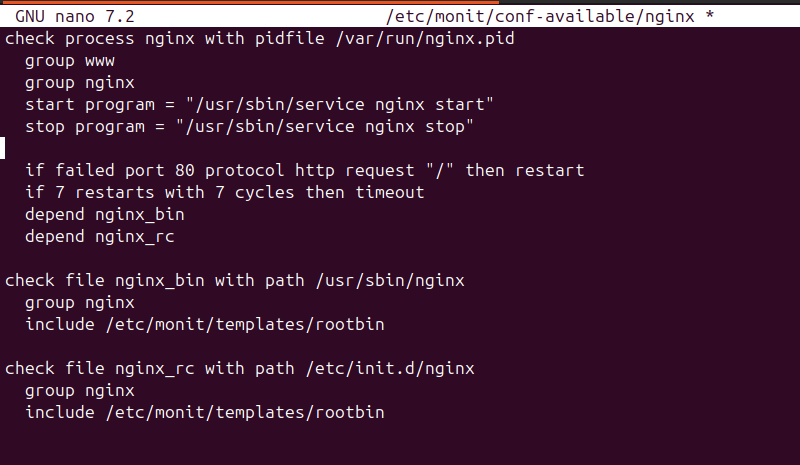 GNU nano 7.2 /etc/monit/conf-available/nginx *
check process nginx with pidfile /var/run/nginx.pid
group www
group nginx
start program = "/usr/sbin/service nginx start"
stop program = "/usr/sbin/service nginx stop"
if failed port 80 protocol http request "/" then restart
if 7 restarts with 7 cycles then timeout
depend nginx_bin
depend nginx_rc
check file nginx_bin with path /usr/sbin/nginx
group nginx
include /etc/monit/templates/rootbin
check file nginx_rc with path /etc/init.d/nginx
group nginx
include /etc/monit/templates/rootbin